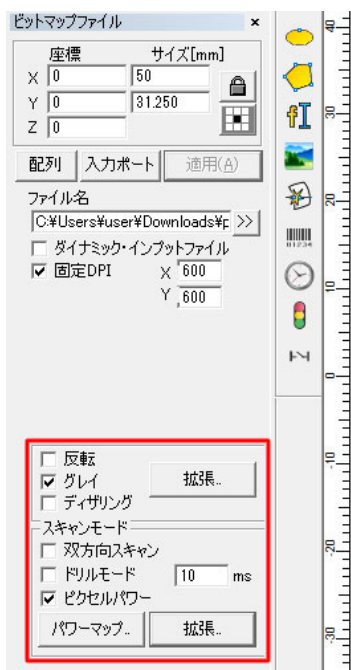 ビットマップファイル ×
座標 サイズ[mm]
X 0 50
Y 0 31.250
Z 0
配列 入力ポート 適用(A)
ファイル名
C:¥Users¥user¥Downloads¥p >>
ダイナミック・インプットファイル
固定DPI X 600
Y 600
反転
グレイ 拡張..
ディザリング
スキャンモード
双方向スキャン
ドリルモード 10 ms
ピクセルパワー
パワーマップ.. 拡張..
01234
40
30
20
10
0
-10
-20
-30